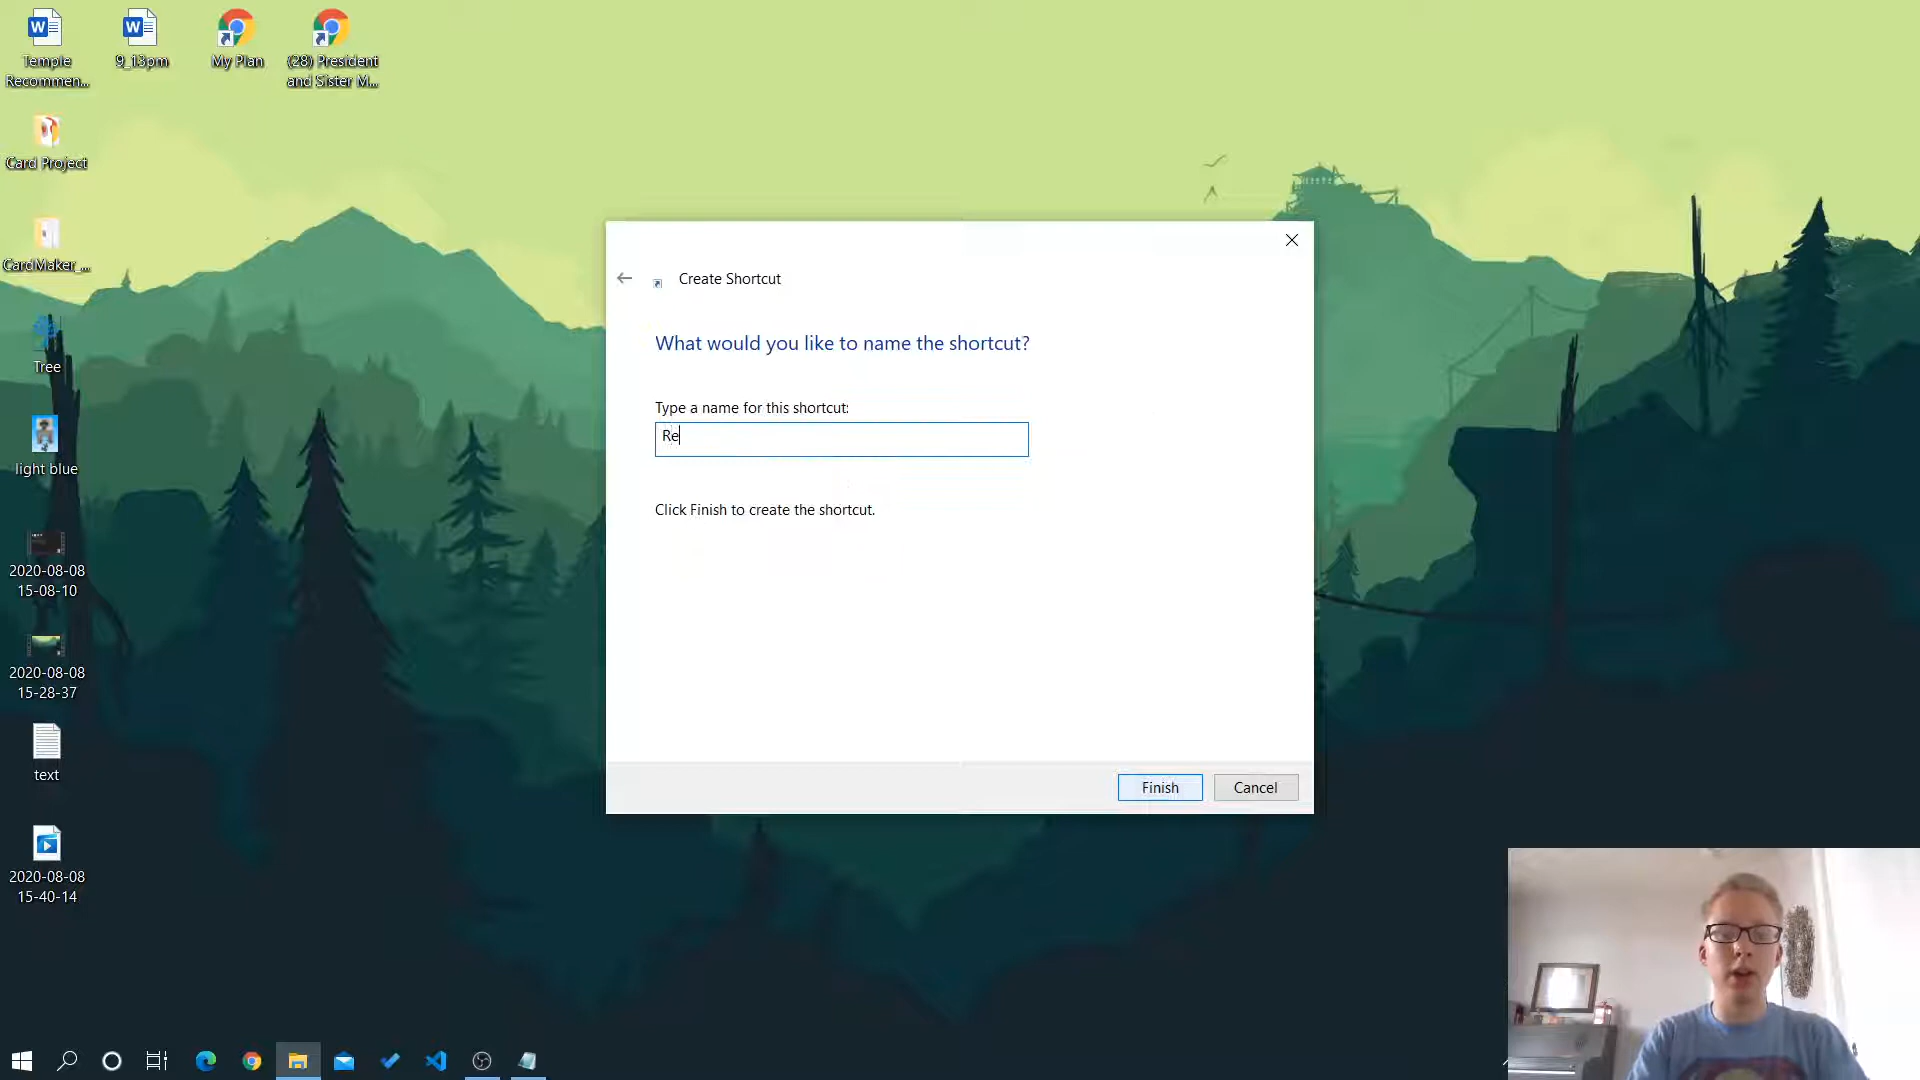 Temple
Recommen...
9_13pm
My Plan
(28) President
and Sister M...
Card Project
CardMaker_...
Tree
light blue
2020-08-08
15-08-10
2020-08-08
15-28-37
text
2020-08-08
15-40-14
Create Shortcut
What would you like to name the shortcut?
Type a name for this shortcut:
Re
Click Finish to create the shortcut.
Finish
Cancel